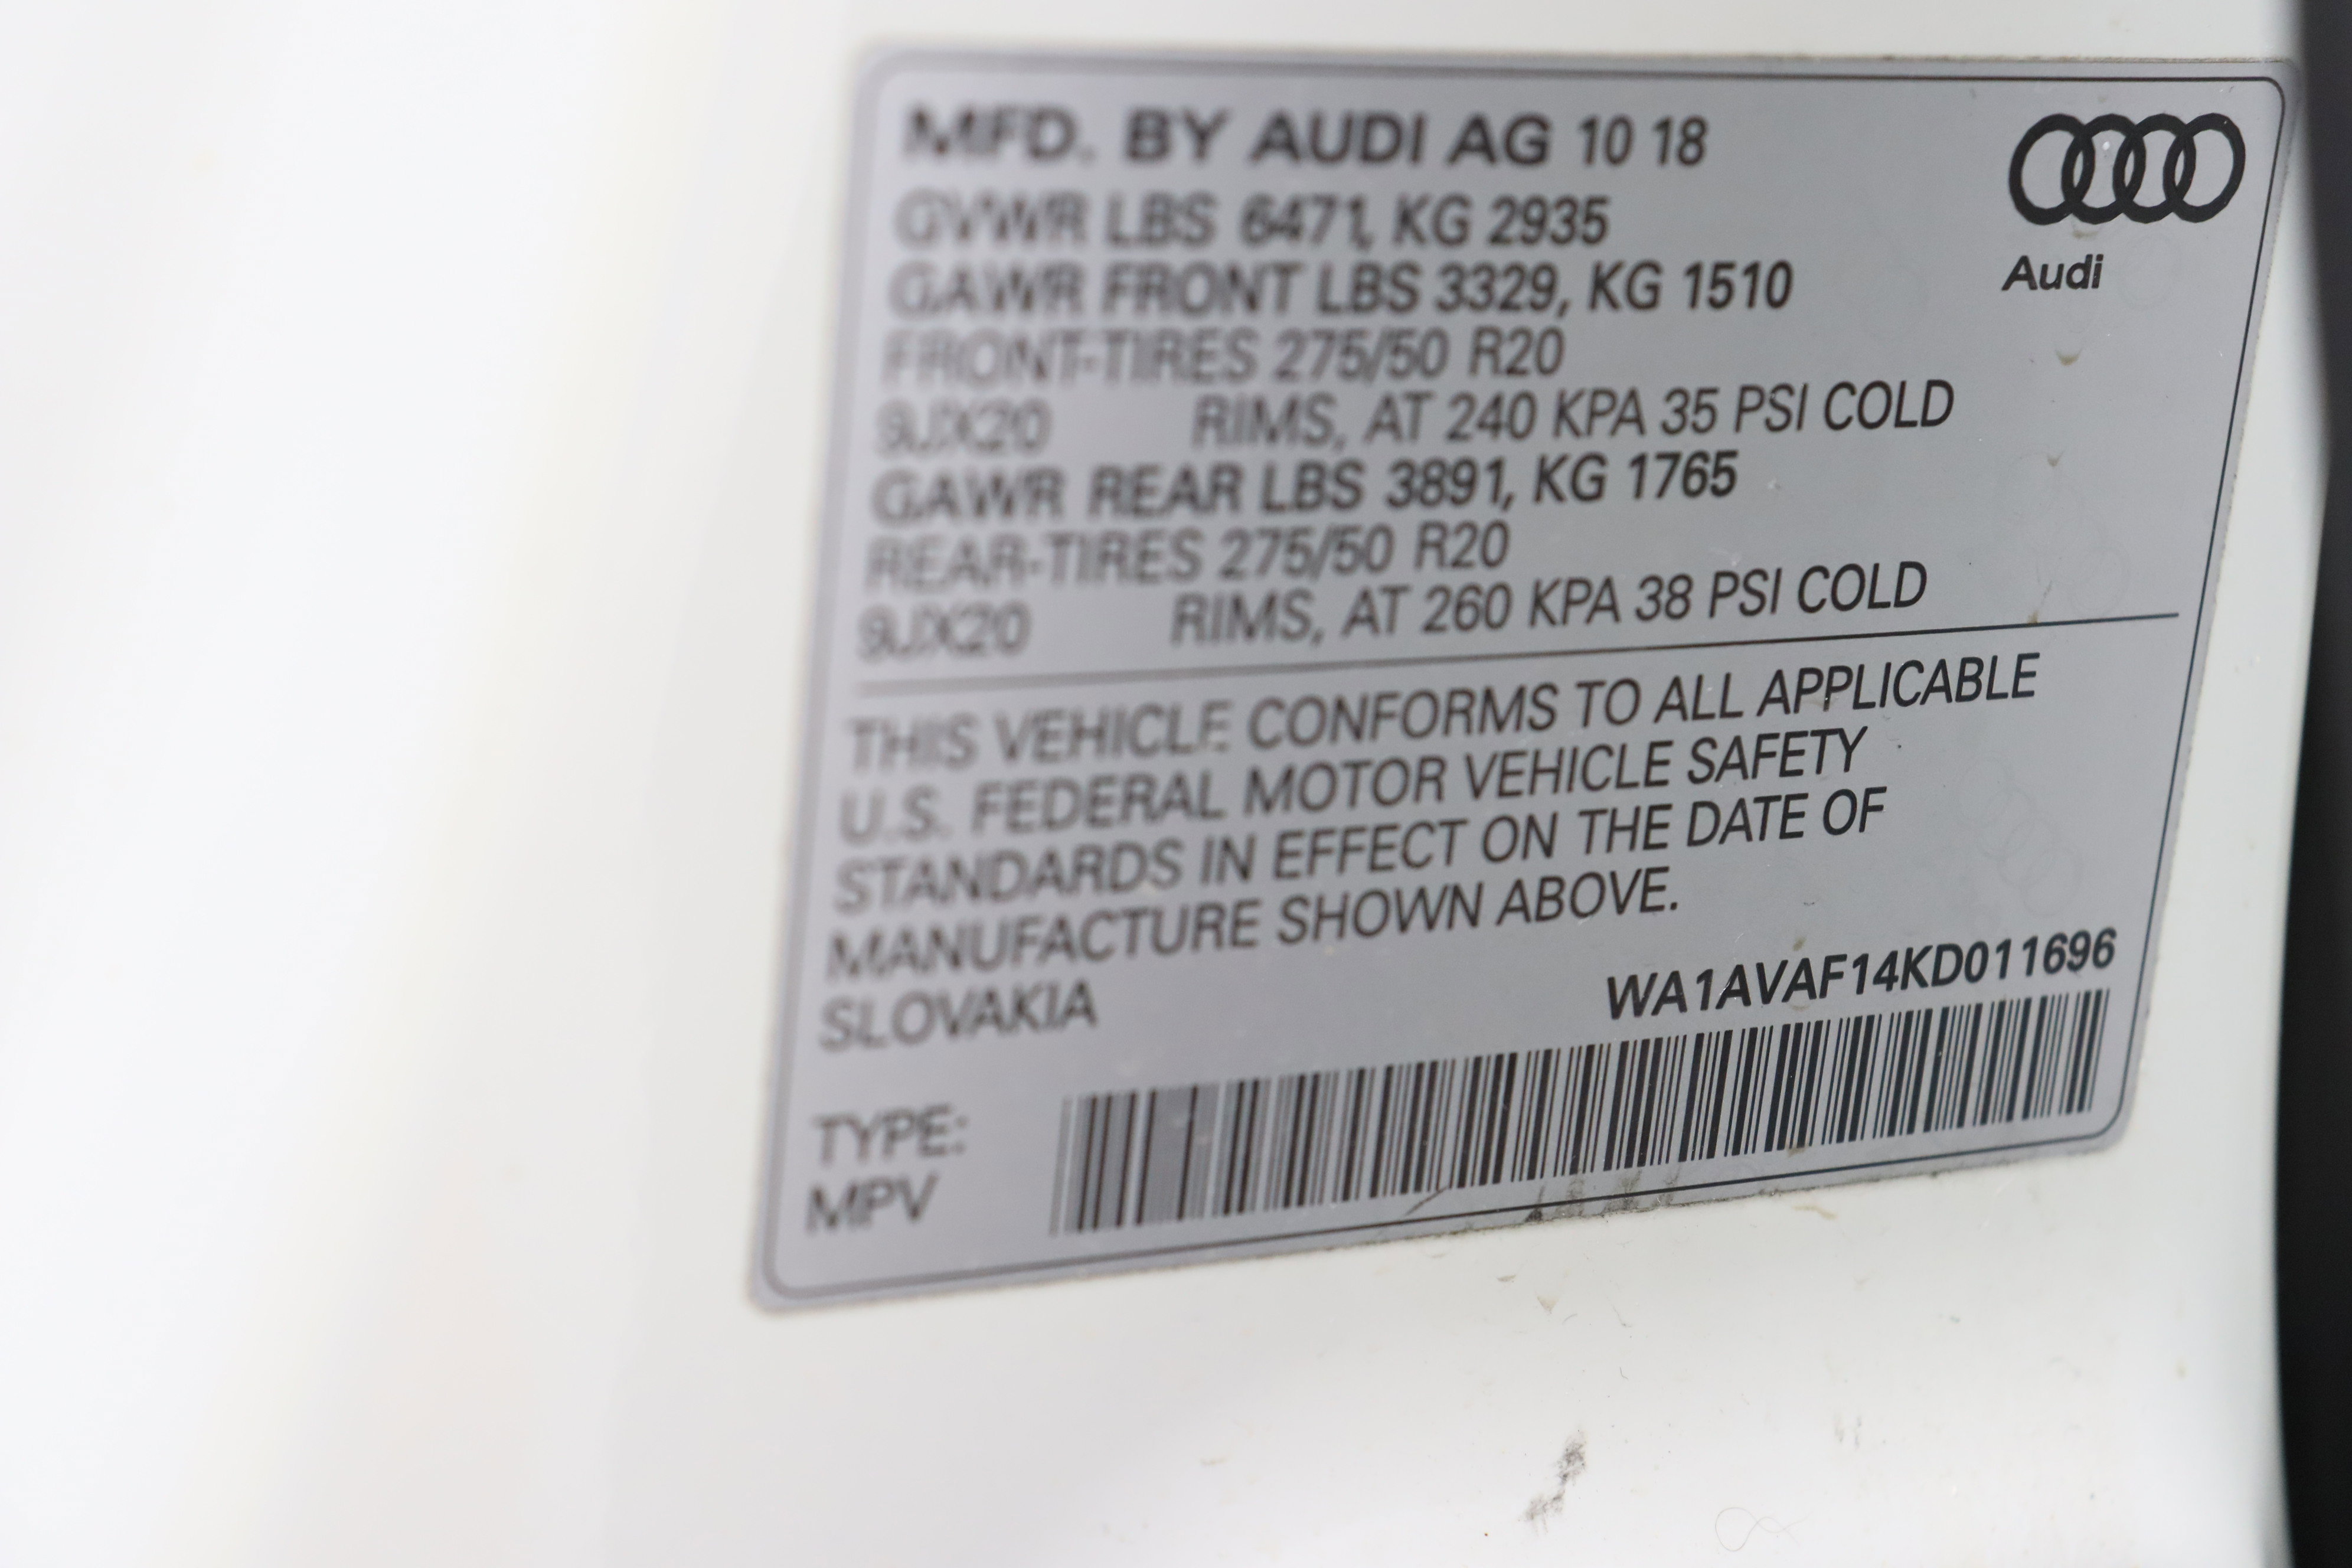 MFD. BY AUDI AG 10 18
GVWR LBS 6471, KG 2935
GAWR FRONT LBS 3329, KG 1510
FRONT-TIRES 275/50 R20
9JX20 RIMS, AT 240 KPA 35 PSI COLD
GAWR REAR LBS 3891, KG 1765
REAR-TIRES 275/50 R20
9JX20 RIMS, AT 260 KPA 38 PSI COLD
Audi
THIS VEHICLE CONFORMS TO ALL APPLICABLE
U.S. FEDERAL MOTOR VEHICLE SAFETY
STANDARDS IN EFFECT ON THE DATE OF
MANUFACTURE SHOWN ABOVE.
SLOVAKIA
WA1AVAF14KD011696
TYPE:
MPV